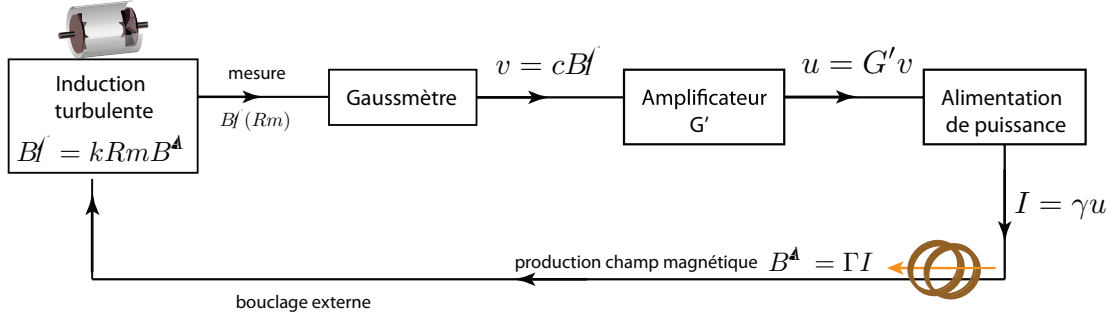 Induction
turbulente
B = kRmB
mesure
B (Rm)
Gaussmètre
v = cB
Amplificateur
G'
u = G'v
Alimentation
de puissance
I = γu
production champ magnétique B = ΓI
bouclage externe